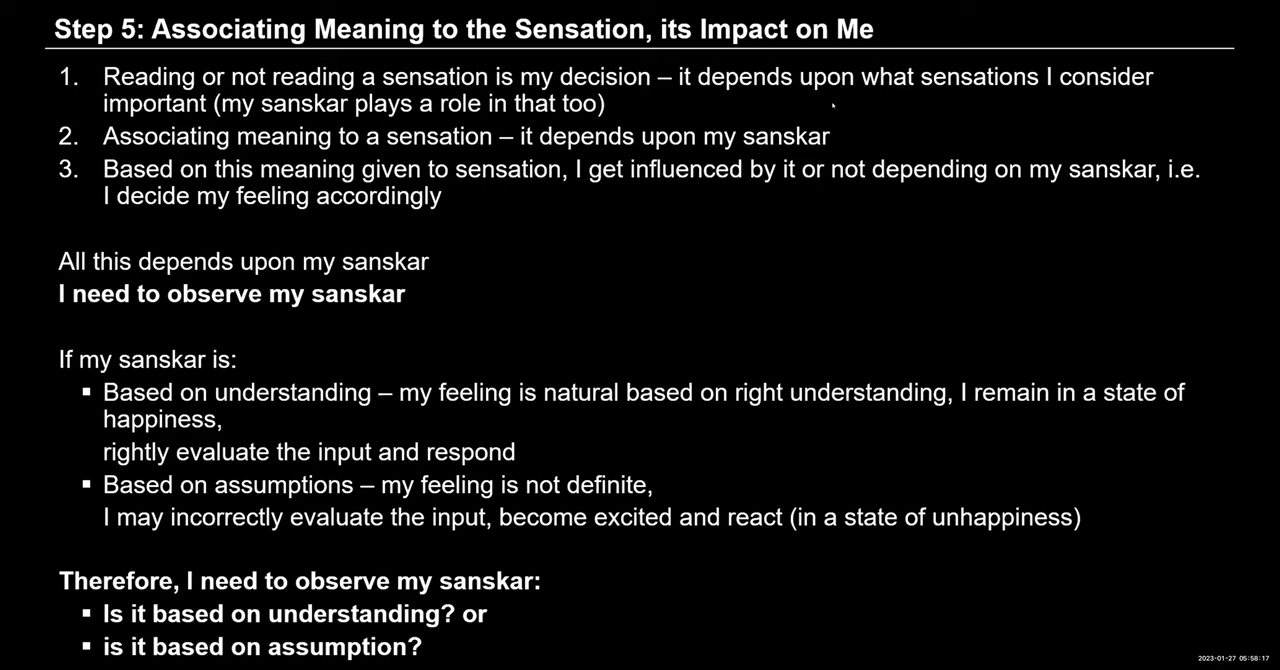 Step 5: Associating Meaning to the Sensation, its Impact on Me
1. Reading or not reading a sensation is my decision – it depends upon what sensations I consider
important (my sanskar plays a role in that too)
2. Associating meaning to a sensation – it depends upon my sanskar
3. Based on this meaning given to sensation, I get influenced by it or not depending on my sanskar, i.e.
I decide my feeling accordingly
All this depends upon my sanskar
I need to observe my sanskar
If my sanskar is:
▪ Based on understanding – my feeling is natural based on right understanding, I remain in a state of
happiness,
rightly evaluate the input and respond
▪ Based on assumptions – my feeling is not definite,
I may incorrectly evaluate the input, become excited and react (in a state of unhappiness)
Therefore, I need to observe my sanskar:
▪ Is it based on understanding? or
▪ is it based on assumption?
2023-01-27 05:58:17